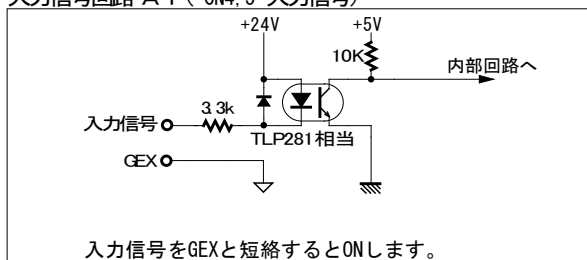 入力信号回路 A-1 ( CN4,5 入力信号)
+24V
+5V
10K
内部回路へ
3.3k
入力信号
TLP281相当
GEX
入力信号をGEXと短絡するとONします。